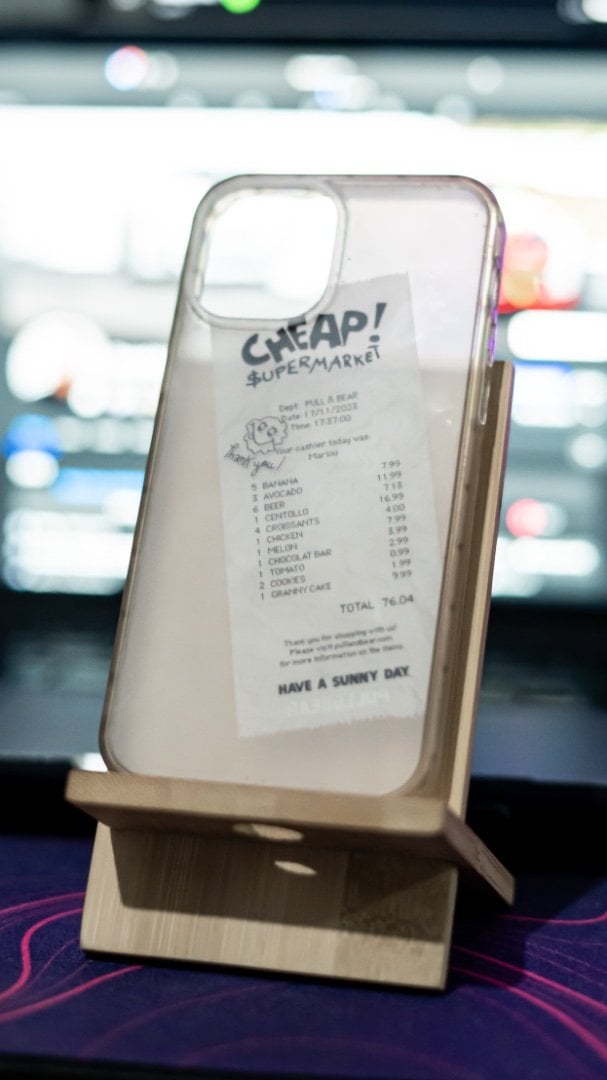 CHEAP!
$UPERMARKET
Dept: PULL & BEAR
Date: 17/11/2023
Time: 17:37:00
Thank you!
Your cashier today was:
Marlou
5 BANANA 7.99
3 AVOCADO 11.99
6 BEER 7.13
1 CENTOLLO 16.99
4 CROISSANTS 4.00
1 CHICKEN 7.99
1 MELON 3.99
1 CHOCOLAT BAR 2.99
1 TOMATO 0.99
2 COOKIES 1.99
1 GRANNY CAKE 9.99
TOTAL 76.04
Thank you for shopping with us!
Please visit pullandbear.com
for more information on the items.
HAVE A SUNNY DAY.
PULL&BEAR